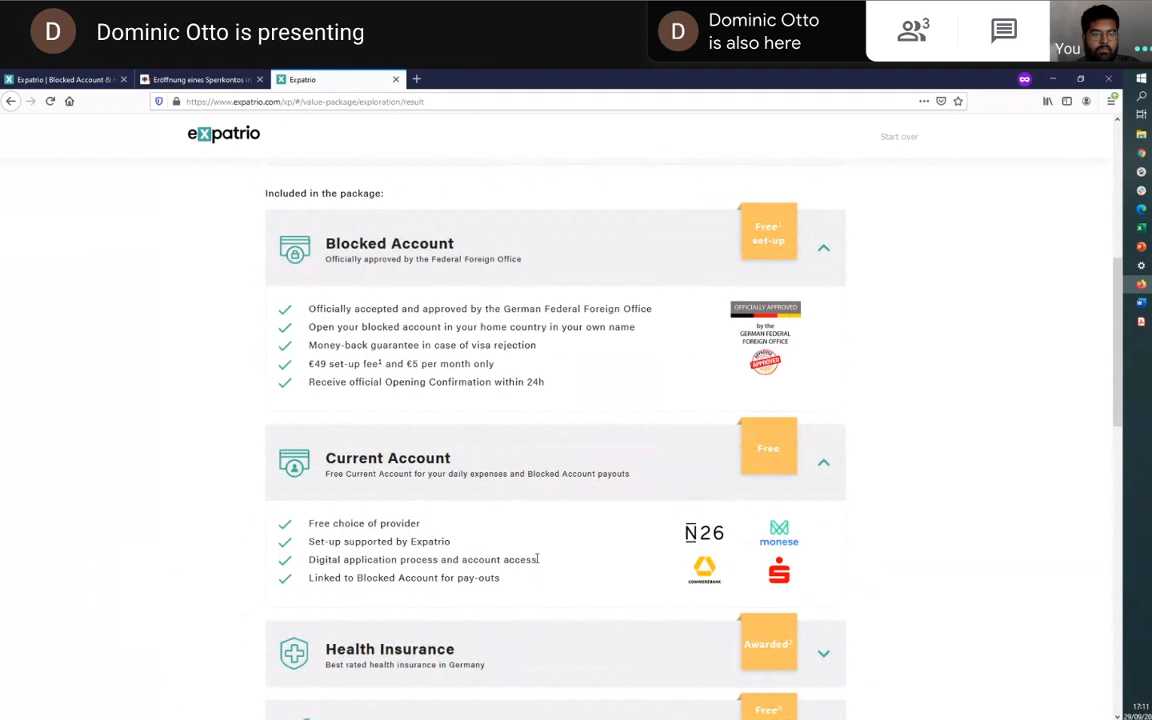 D
Dominic Otto is presenting
D
Dominic Otto
is also here
3
You
Expatrio | Blocked Account &
Eröffnung eines Sperrkontos in
Expatrio
https://www.expatrio.com/xp/#/value-package/exploration/result
expatrio
Start over
Included in the package:
Blocked Account
Officially approved by the Federal Foreign Office
Free¹
set-up
Officially accepted and approved by the German Federal Foreign Office
Open your blocked account in your home country in your own name
Money-back guarantee in case of visa rejection
€49 set-up fee¹ and €5 per month only
Receive official Opening Confirmation within 24h
OFFICIALLY APPROVED
by the
GERMAN FEDERAL
FOREIGN OFFICE
APPROVED
Current Account
Free Current Account for your daily expenses and Blocked Account payouts
Free
Free choice of provider
Set-up supported by Expatrio
Digital application process and account access
Linked to Blocked Account for pay-outs
N26
monese
COMMERZBANK
Health Insurance
Best rated health insurance in Germany
Awarded²
17:11
29/09/20